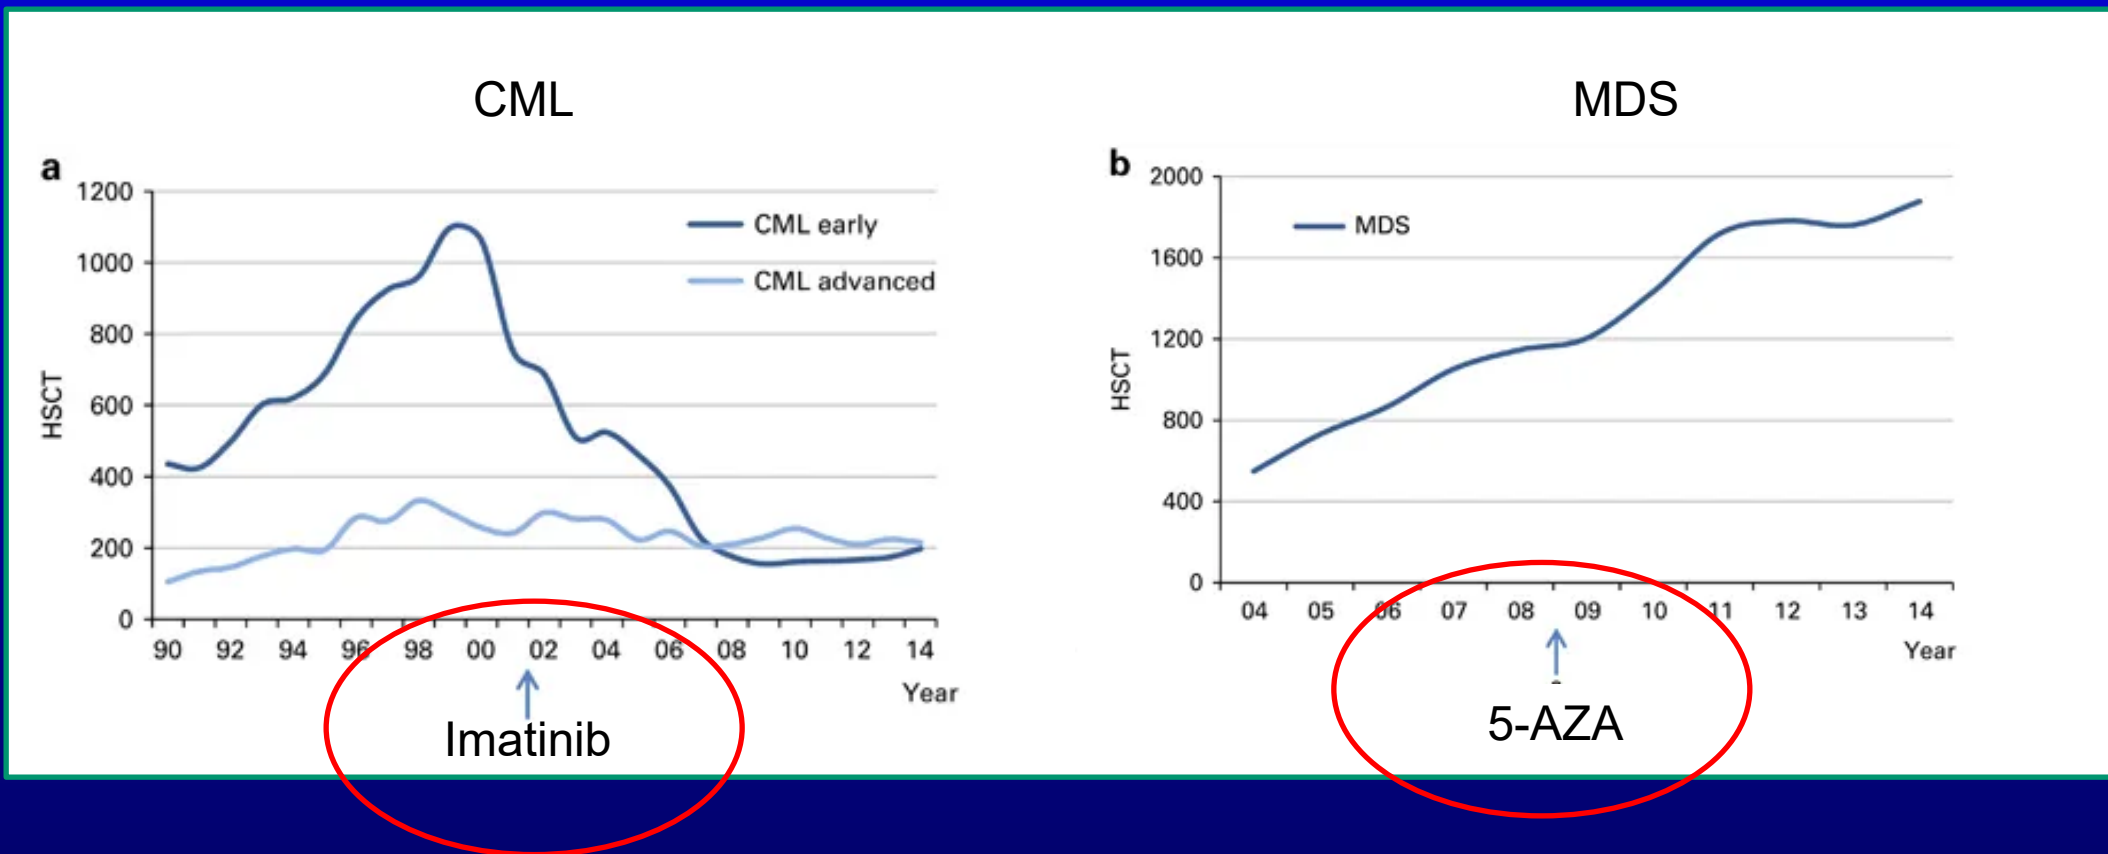 CML
MDS
a
1200
1000
800
600
400
200
0
HSCT
CML early
CML advanced
90 92 94 96 98 00 02 04 06 08 10 12 14
Year
Imatinib
b
2000
1600
1200
800
400
0
HSCT
MDS
04 05 06 07 08 09 10 11 12 13 14
Year
5-AZA